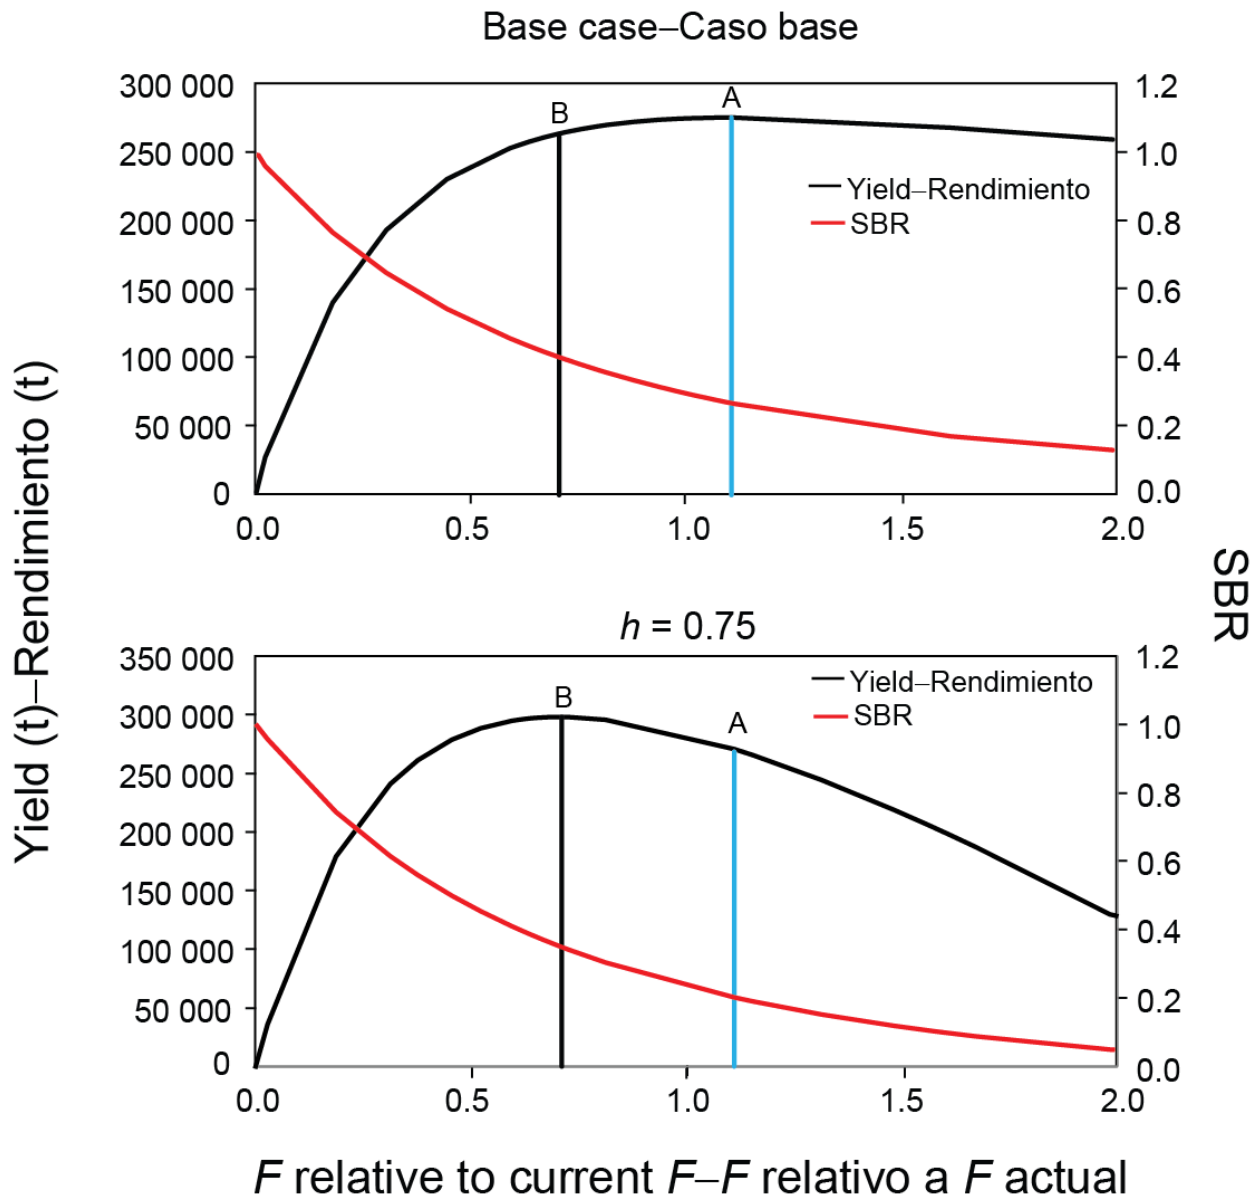 Base case–Caso base
300 000
250 000
200 000
150 000
100 000
50 000
0
1.2
1.0
0.8
0.6
0.4
0.2
0.0
B
A
Yield–Rendimiento
SBR
0.0 0.5 1.0 1.5 2.0
Yield (t)–Rendimiento (t)
SBR
h = 0.75
350 000
300 000
250 000
200 000
150 000
100 000
50 000
0
1.2
1.0
0.8
0.6
0.4
0.2
0.0
B
A
Yield–Rendimiento
SBR
0.0 0.5 1.0 1.5 2.0
F relative to current F–F relativo a F actual